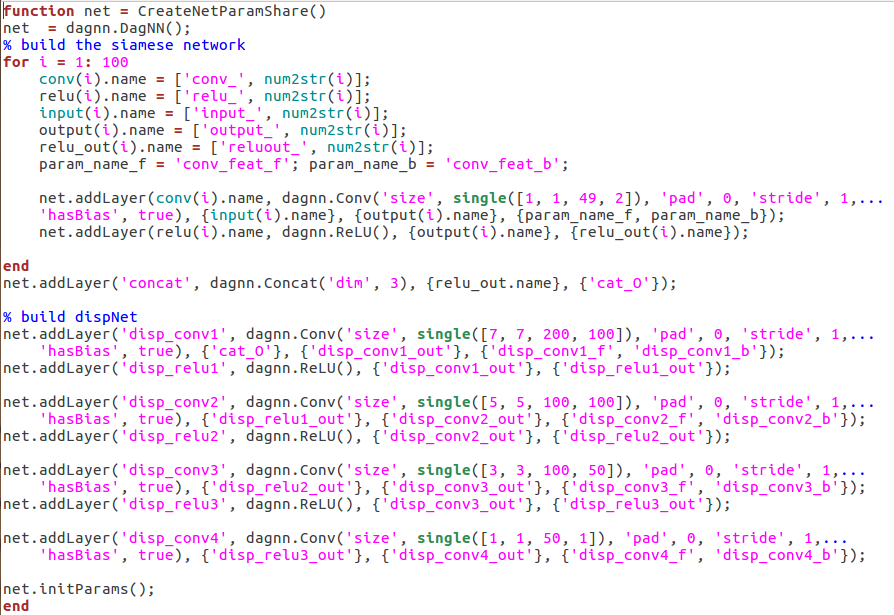 function net = CreateNetParamShare()
net  = dagnn.DagNN();
% build the siamese network
for i = 1: 100
    conv(i).name = ['conv_', num2str(i)];
    relu(i).name = ['relu_', num2str(i)];
    input(i).name = ['input_', num2str(i)];
    output(i).name = ['output_', num2str(i)];
    relu_out(i).name = ['reluout_', num2str(i)];
    param_name_f = 'conv_feat_f'; param_name_b = 'conv_feat_b';

    net.addLayer(conv(i).name, dagnn.Conv('size', single([1, 1, 49, 2]), 'pad', 0, 'stride', 1,...
    'hasBias', true), {input(i).name}, {output(i).name}, {param_name_f, param_name_b});
    net.addLayer(relu(i).name, dagnn.ReLU(), {output(i).name}, {relu_out(i).name});

end
net.addLayer('concat', dagnn.Concat('dim', 3), {relu_out.name}, {'cat_O'});

% build dispNet
net.addLayer('disp_conv1', dagnn.Conv('size', single([7, 7, 200, 100]), 'pad', 0, 'stride', 1,...
    'hasBias', true), {'cat_O'}, {'disp_conv1_out'}, {'disp_conv1_f', 'disp_conv1_b'});
net.addLayer('disp_relu1', dagnn.ReLU(), {'disp_conv1_out'}, {'disp_relu1_out'});

net.addLayer('disp_conv2', dagnn.Conv('size', single([5, 5, 100, 100]), 'pad', 0, 'stride', 1,...
    'hasBias', true), {'disp_relu1_out'}, {'disp_conv2_out'}, {'disp_conv2_f', 'disp_conv2_b'});
net.addLayer('disp_relu2', dagnn.ReLU(), {'disp_conv2_out'}, {'disp_relu2_out'});

net.addLayer('disp_conv3', dagnn.Conv('size', single([3, 3, 100, 50]), 'pad', 0, 'stride', 1,...
    'hasBias', true), {'disp_relu2_out'}, {'disp_conv3_out'}, {'disp_conv3_f', 'disp_conv3_b'});
net.addLayer('disp_relu3', dagnn.ReLU(), {'disp_conv3_out'}, {'disp_relu3_out'});

net.addLayer('disp_conv4', dagnn.Conv('size', single([1, 1, 50, 1]), 'pad', 0, 'stride', 1,...
    'hasBias', true), {'disp_relu3_out'}, {'disp_conv4_out'}, {'disp_conv4_f', 'disp_conv4_b'});

net.initParams();
end